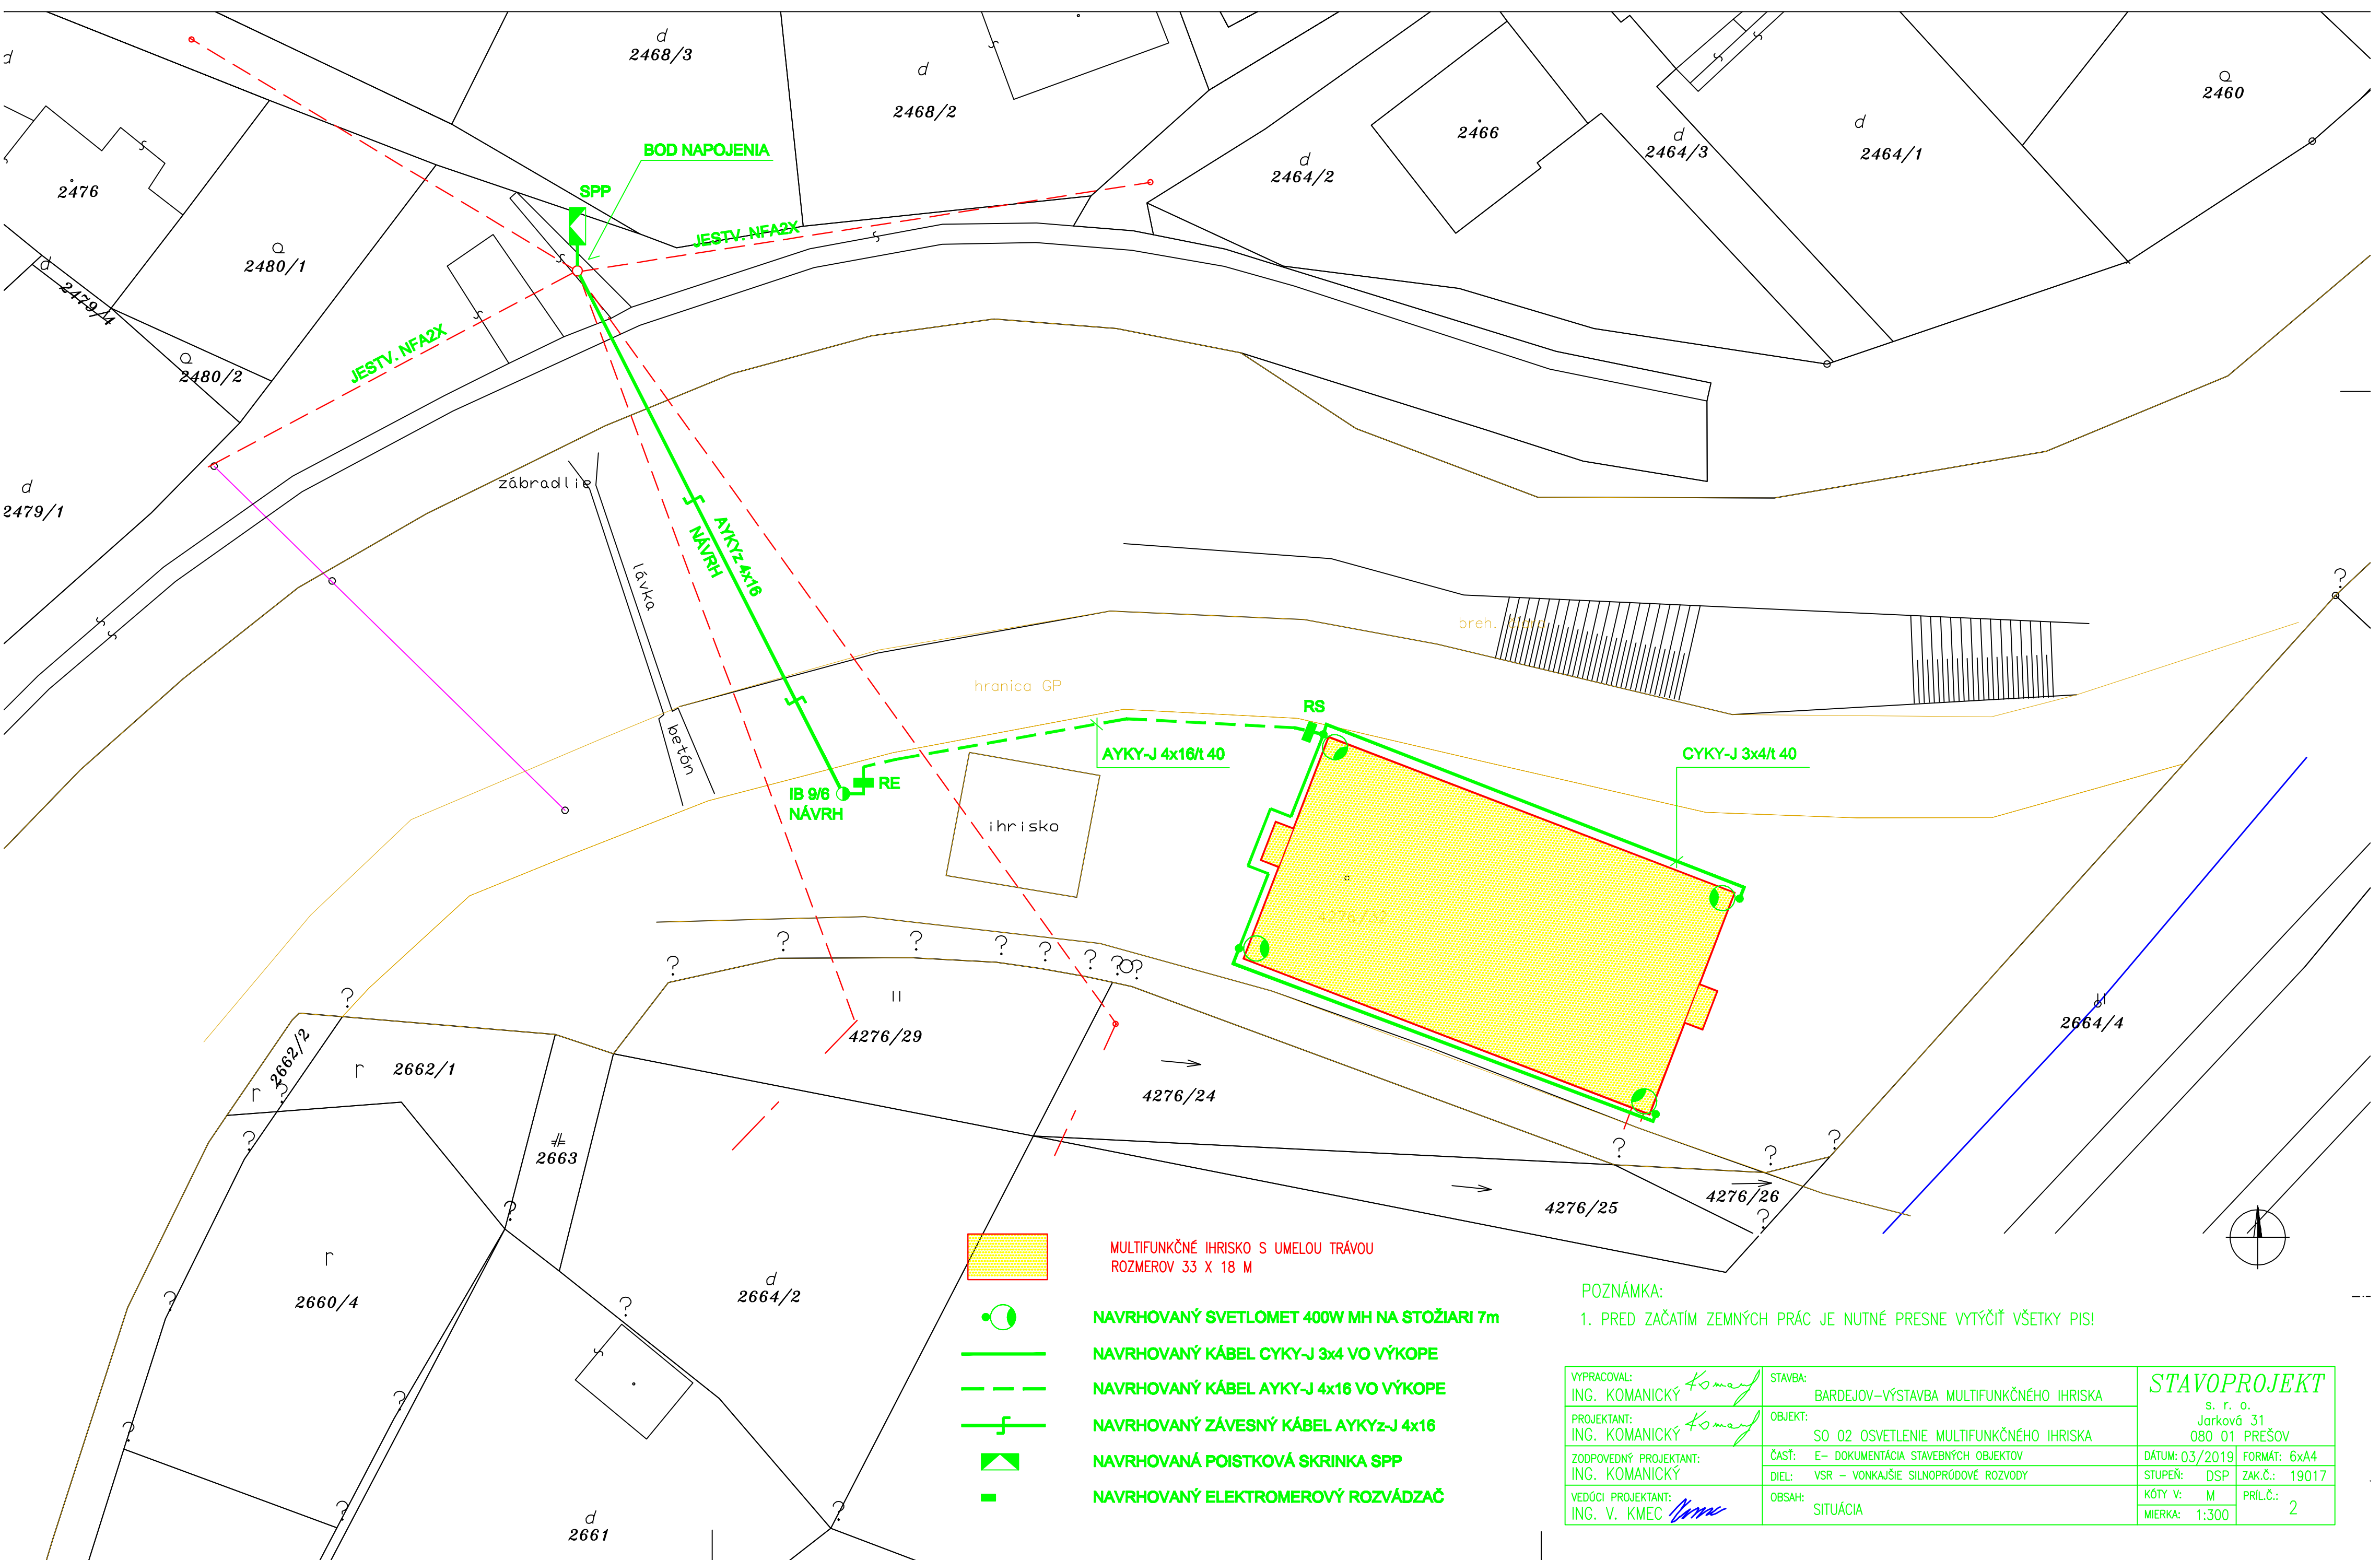 d
2468/3
d
2468/2
d
2466
d
2464/2
d
2464/3
d
2464/1
2460
BOD NAPOJENIA
SPP
JESTV. NFA2X
2476
2480/1
d
2479/4
2480/2
JESTV. NFA2X
d
2479/1
zábradlie
lávka
betón
AYKYz 4x16
NÁVRH
hranica GP
breh.
RS
AYKY-J 4x16/t 40
CYKY-J 3x4/t 40
RE
IB 9/6
NÁVRH
ihrisko
4276/32
? ? ? ? ? ? ? ?
4276/29
2664/4
r
2662/2
r
2662/1
4276/24
2663
4276/25
4276/26
r
2660/4
d
2664/2
d
2661
MULTIFUNKČNÉ IHRISKO S UMELOU TRÁVOU
ROZMEROV 33 X 18 M
NAVRHOVANÝ SVETLOMET 400W MH NA STOŽIARI 7m
NAVRHOVANÝ KÁBEL CYKY-J 3x4 VO VÝKOPE
NAVRHOVANÝ KÁBEL AYKY-J 4x16 VO VÝKOPE
NAVRHOVANÝ ZÁVESNÝ KÁBEL AYKYz-J 4x16
NAVRHOVANÁ POISTKOVÁ SKRINKA SPP
NAVRHOVANÝ ELEKTROMEROVÝ ROZVÁDZAČ
POZNÁMKA:
1. PRED ZAČATÍM ZEMNÝCH PRÁC JE NUTNÉ PRESNE VYTÝČIŤ VŠETKY PIS!
VYPRACOVAL:
ING. KOMANICKÝ
STAVBA:
BARDEJOV-VÝSTAVBA MULTIFUNKČNÉHO IHRISKA
PROJEKTANT:
ING. KOMANICKÝ
OBJEKT:
SO 02 OSVETLENIE MULTIFUNKČNÉHO IHRISKA
ZODPOVEDNÝ PROJEKTANT:
ING. KOMANICKÝ
ČASŤ: E- DOKUMENTÁCIA STAVEBNÝCH OBJEKTOV
DIEL: VSR - VONKAJŠIE SILNOPRÚDOVÉ ROZVODY
VEDÚCI PROJEKTANT:
ING. V. KMEC
OBSAH:
SITUÁCIA
STAVOPROJEKT
s. r. o.
Jarková 31
080 01 PREŠOV
DÁTUM: 03/2019
FORMÁT: 6xA4
STUPEŇ: DSP
ZAK.Č.: 19017
KÓTY V: M
PRÍL.Č.: 2
MIERKA: 1:300